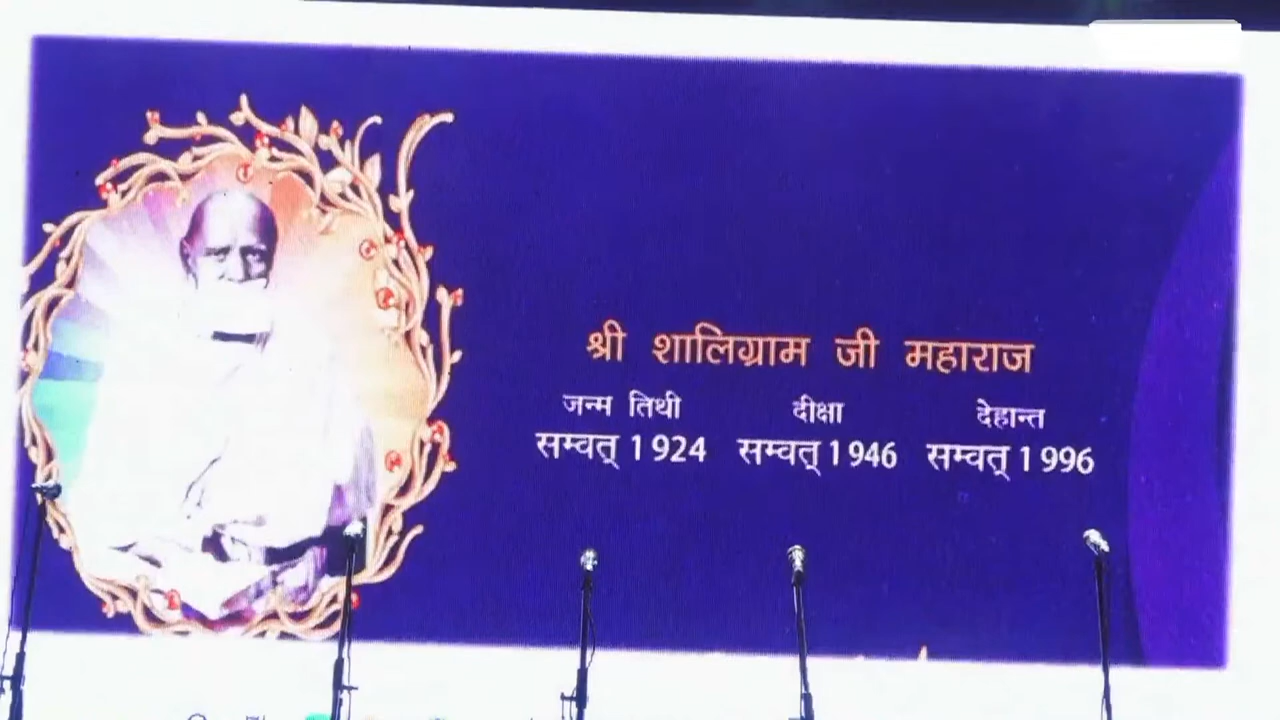 श्री शालिग्राम जी महाराज
जन्म तिथी दीक्षा देहान्त
सम्वत् 1924 सम्वत् 1946 सम्वत् 1996